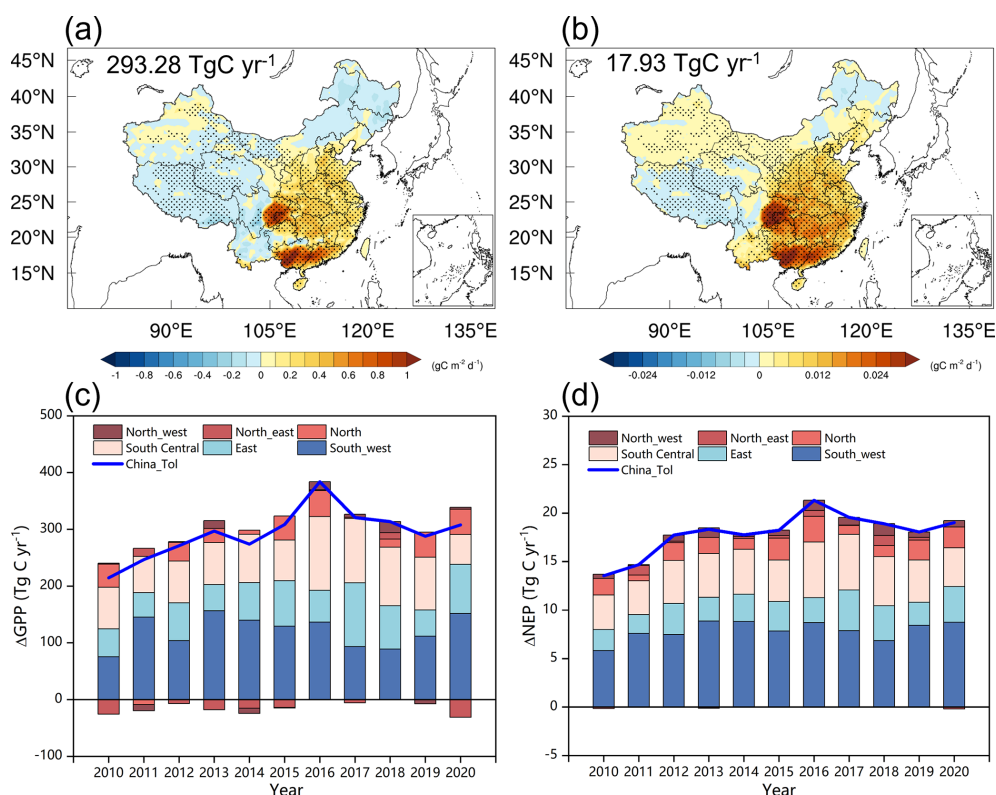 (a)
(b)
293.28 TgC yr-1
17.93 TgC yr-1
45°N
40°N
35°N
30°N
25°N
20°N
15°N
45°N
40°N
35°N
30°N
25°N
20°N
15°N
90°E 105°E 120°E 135°E
90°E 105°E 120°E 135°E
-1 -0.8 -0.6 -0.4 -0.2 0 0.2 0.4 0.6 0.8 1 (gC m-2 d-1)
-0.024 -0.012 0 0.012 0.024 (gC m-2 d-1)
(c)
(d)
North_west North_east North
South Central East South_west
China_Tol
ΔGPP (Tg C yr-1)
500
400
300
200
100
0
-100
2010 2011 2012 2013 2014 2015 2016 2017 2018 2019 2020
Year
North_west North_east North
South Central East South_west
China_Tol
ΔNEP (Tg C yr-1)
30
25
20
15
10
5
0
-5
2010 2011 2012 2013 2014 2015 2016 2017 2018 2019 2020
Year